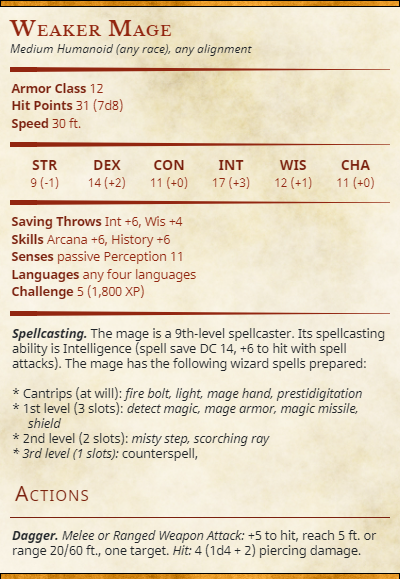 Weaker Mage
Medium Humanoid (any race), any alignment
Armor Class 12
Hit Points 31 (7d8)
Speed 30 ft.
STR DEX CON INT WIS CHA
9 (-1) 14 (+2) 11 (+0) 17 (+3) 12 (+1) 11 (+0)
Saving Throws Int +6, Wis +4
Skills Arcana +6, History +6
Senses passive Perception 11
Languages any four languages
Challenge 5 (1,800 XP)
Spellcasting. The mage is a 9th-level spellcaster. Its spellcasting
ability is Intelligence (spell save DC 14, +6 to hit with spell
attacks). The mage has the following wizard spells prepared:
* Cantrips (at will): fire bolt, light, mage hand, prestidigitation
* 1st level (3 slots): detect magic, mage armor, magic missile,
shield
* 2nd level (2 slots): misty step, scorching ray
* 3rd level (1 slots): counterspell,
Actions
Dagger. Melee or Ranged Weapon Attack: +5 to hit, reach 5 ft. or
range 20/60 ft., one target. Hit: 4 (1d4 + 2) piercing damage.